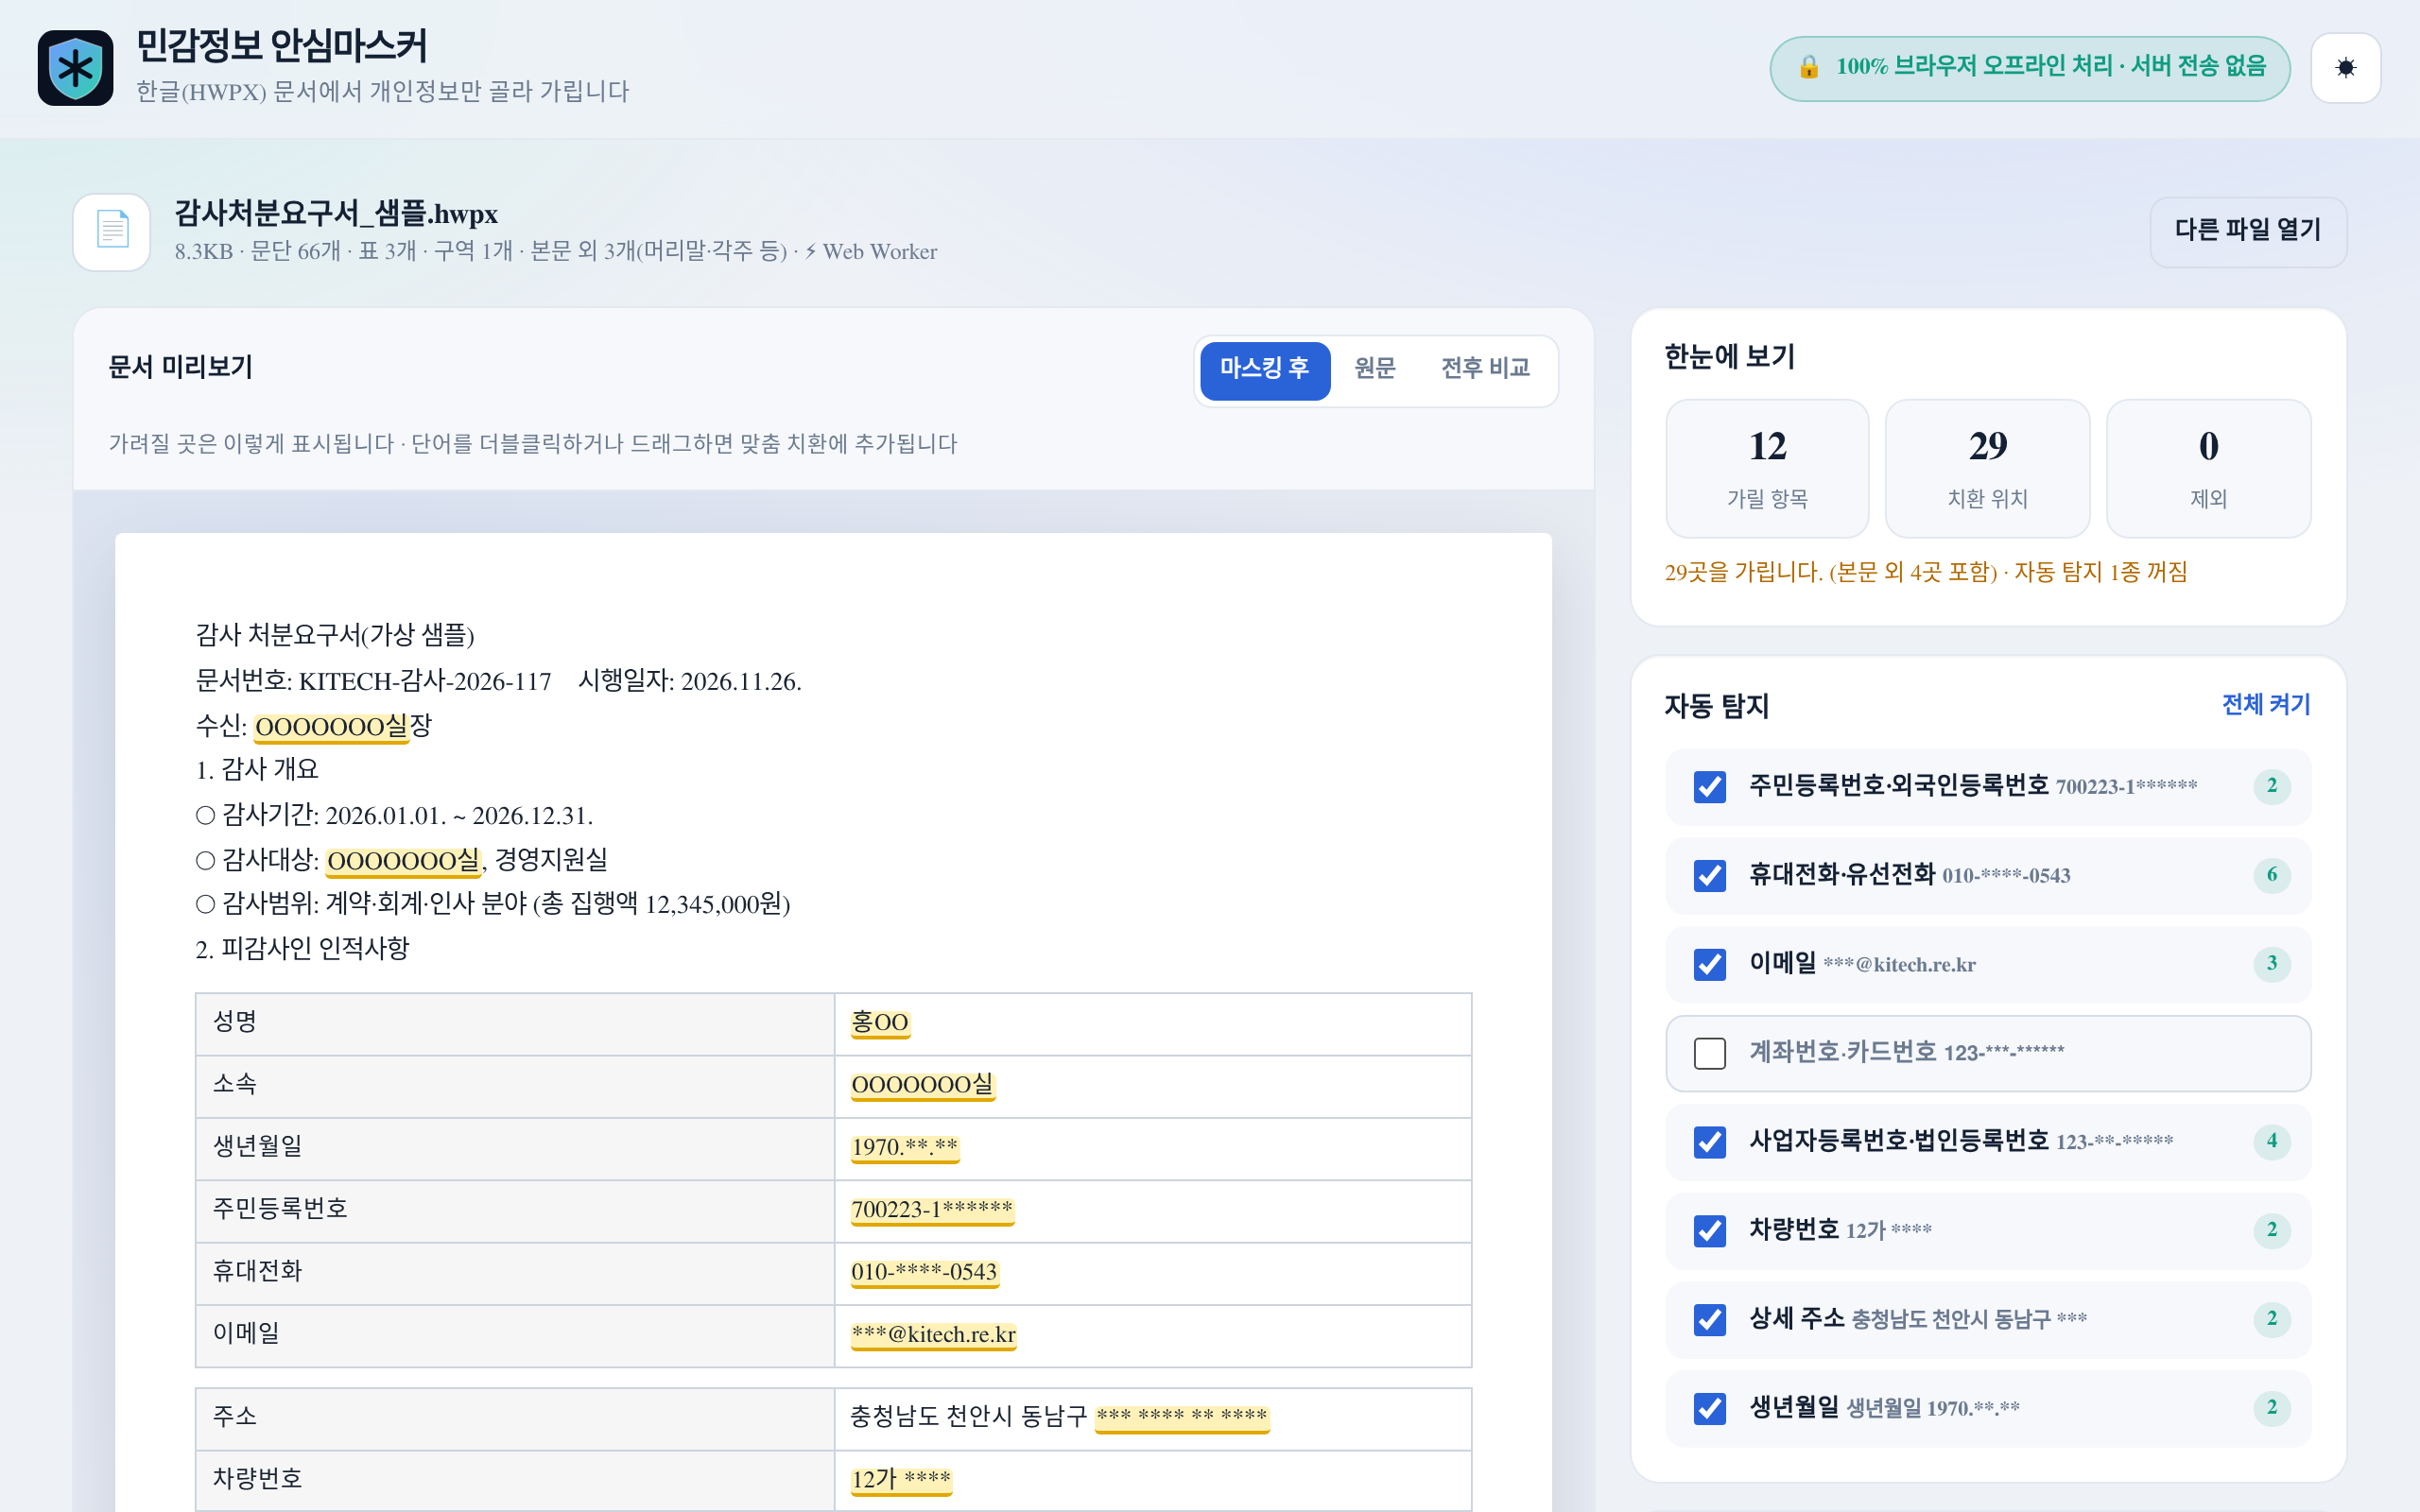 민감정보 안심마스커
한글(HWPX) 문서에서 개인정보만 골라 가립니다
🔒 100% 브라우저 오프라인 처리 · 서버 전송 없음
감사처분요구서_샘플.hwpx
8.3KB · 문단 66개 · 표 3개 · 구역 1개 · 본문 외 3개(머리말·각주 등) · ⚡ Web Worker
다른 파일 열기
문서 미리보기
마스킹 후 원문 전후 비교
가려질 곳은 이렇게 표시됩니다 · 단어를 더블클릭하거나 드래그하면 맞춤 치환에 추가됩니다
감사 처분요구서(가상 샘플)
문서번호: KITECH-감사-2026-117 시행일자: 2026.11.26.
수신: OOOOOOO실장
1. 감사 개요
○ 감사기간: 2026.01.01. ~ 2026.12.31.
○ 감사대상: OOOOOOO실, 경영지원실
○ 감사범위: 계약·회계·인사 분야 (총 집행액 12,345,000원)
2. 피감사인 인적사항
성명 홍OO
소속 OOOOOOO실
생년월일 1970.**.**
주민등록번호 700223-1******
휴대전화 010-****-0543
이메일 ***@kitech.re.kr
주소 충청남도 천안시 동남구 *** **** ** ****
차량번호 12가 ****
한눈에 보기
12 29 0
가릴 항목 치환 위치 제외
29곳을 가립니다. (본문 외 4곳 포함) · 자동 탐지 1종 꺼짐
자동 탐지 전체 켜기
주민등록번호·외국인등록번호 700223-1****** 2
휴대전화·유선전화 010-****-0543 6
이메일 ***@kitech.re.kr 3
계좌번호·카드번호 123-***-******
사업자등록번호·법인등록번호 123-**-***** 4
차량번호 12가 **** 2
상세 주소 충청남도 천안시 동남구 *** 2
생년월일 생년월일 1970.**.** 2